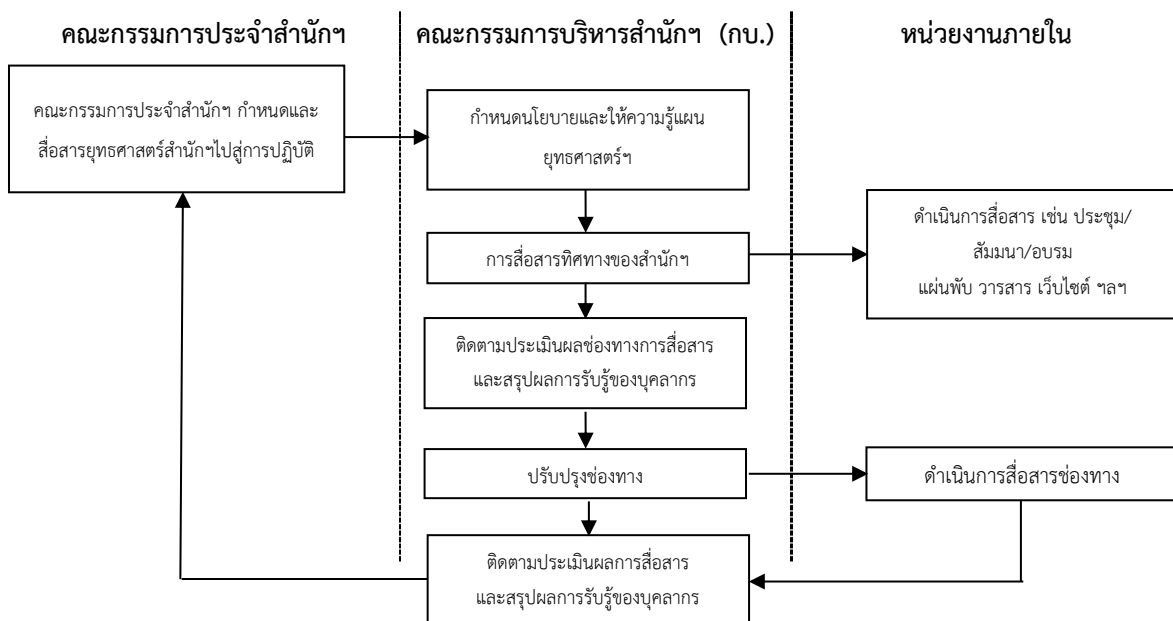 คณะกรรมการประจำสำนักฯ
คณะกรรมการบริหารสำนักฯ (กบ.)
หน่วยงานภายใน
คณะกรรมการประจำสำนักฯ กำหนดและ
สื่อสารยุทธศาสตร์สำนักฯไปสู่การปฏิบัติ
กำหนดนโยบายและให้ความรู้แผน
ยุทธศาสตร์ฯ
การสื่อสารทิศทางของสำนักฯ
ดำเนินการสื่อสาร เช่น ประชุม/
สัมมนา/อบรม
แผ่นพับ วารสาร เว็บไซต์ ฯลฯ
ติดตามประเมินผลช่องทางการสื่อสาร
และสรุปผลการรับรู้ของบุคลากร
ปรับปรุงช่องทาง
ดำเนินการสื่อสารช่องทาง
ติดตามประเมินผลการสื่อสาร
และสรุปผลการรับรู้ของบุคลากร